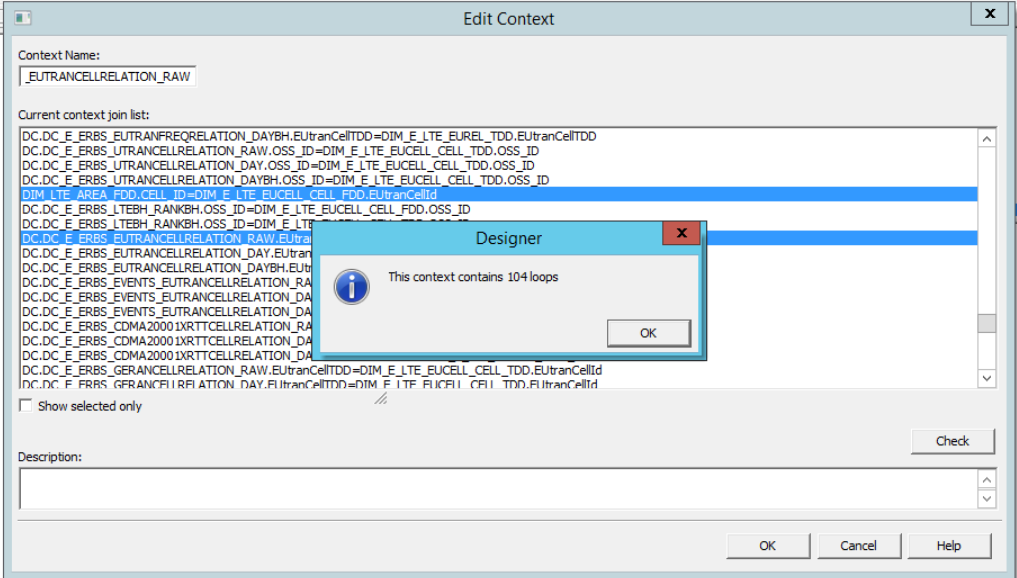 Edit Context
x
Context Name:
_EUTRANCELLRELATION_RAW
Current context join list:
DC.DC_E_ERBS_EUTRANFREQRELATION_DAYBH.EUtranCellTDD=DIM_E_LTE_EUREL_TDD.EUtranCellTDD
DC.DC_E_ERBS_UTRANCELLRELATION_RAW.OSS_ID=DIM_E_LTE_EUCELL_CELL_TDD.OSS_ID
DC.DC_E_ERBS_UTRANCELLRELATION_DAY.OSS_ID=DIM_E_LTE_EUCELL_CELL_TDD.OSS_ID
DC.DC_E_ERBS_UTRANCELLRELATION_DAYBH.OSS_ID=DIM_E_LTE_EUCELL_CELL_TDD.OSS_ID
DIM_LTE_AREA_FDD.CELL_ID=DIM_E_LTE_EUCELL_CELL_FDD.EUtranCellId
DC.DC_E_ERBS_LTEBH_RANKBH.OSS_ID=DIM_E_LTE_EUCELL_CELL_FDD.OSS_ID
DC.DC_E_ERBS_LTEBH_RANKBH.OSS_ID=DIM_E_LTE
DC.DC_E_ERBS_EUTRANCELLRELATION_RAW.EUtra
DC.DC_E_ERBS_EUTRANCELLRELATION_DAY.EUtran
DC.DC_E_ERBS_EUTRANCELLRELATION_DAYBH.EUt
DC.DC_E_ERBS_EVENTS_EUTRANCELLRELATION_RA
DC.DC_E_ERBS_EVENTS_EUTRANCELLRELATION_DA
DC.DC_E_ERBS_EVENTS_EUTRANCELLRELATION_DA
DC.DC_E_ERBS_CDMA20001XRTTCELLRELATION_RA
DC.DC_E_ERBS_CDMA20001XRTTCELLRELATION_DA
DC.DC_E_ERBS_CDMA20001XRTTCELLRELATION_DA
DC.DC_E_ERBS_GERANCELLRELATION_RAW.EUtranCellTDD=DIM_E_LTE_EUCELL_CELL_TDD.EUtranCellId
DC.DC_E_ERBS_GERANCELLRELATION_DAY.EUtranCellTDD=DIM_E_LTE_EUCELL_CELL_TDD.EUtranCellId
Designer
x
This context contains 104 loops
OK
Show selected only
Check
Description:
OK
Cancel
Help